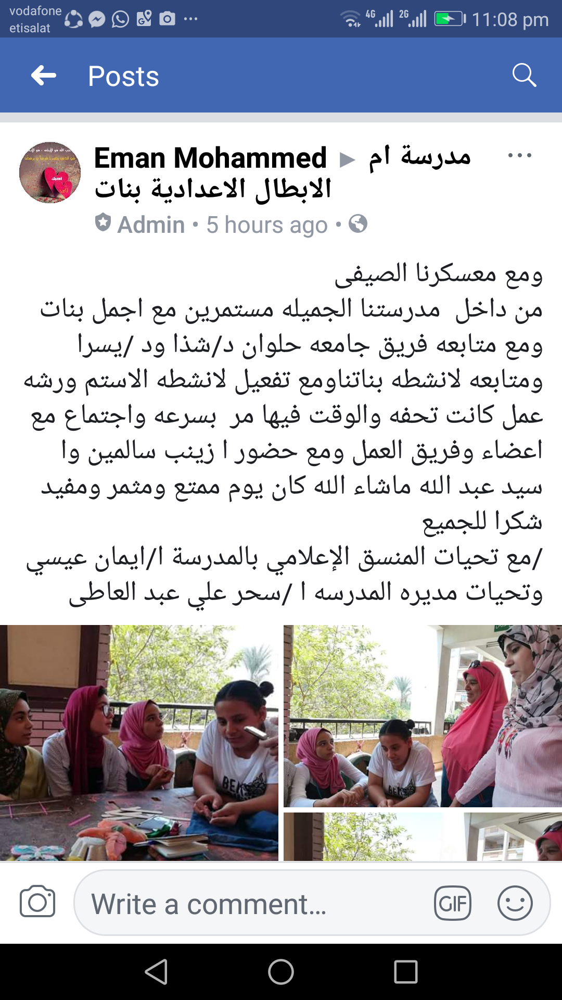 vodafone
etisalat
4G
2G
11:08 pm
Posts
Eman Mohammed ▶ مدرسة ام
الابطال الاعدادية بنات
Admin • 5 hours ago •
ومع معسكرنا الصيفى
من داخل مدرستنا الجميله مستمرين مع اجمل بنات
ومع متابعه فريق جامعه حلوان د/شذا ود /يسرا
ومتابعه لانشطه بناتناومع تفعيل لانشطه الاستم ورشه
عمل كانت تحفه والوقت فيها مر بسرعه واجتماع مع
اعضاء وفريق العمل ومع حضور ا زينب سالمين وا
سيد عبد الله ماشاء الله كان يوم ممتع ومثمر ومفيد
شكرا للجميع
/مع تحيات المنسق الإعلامي بالمدرسة ا/ايمان عيسي
وتحيات مديره المدرسه ا /سحر علي عبد العاطى
Write a comment...
GIF